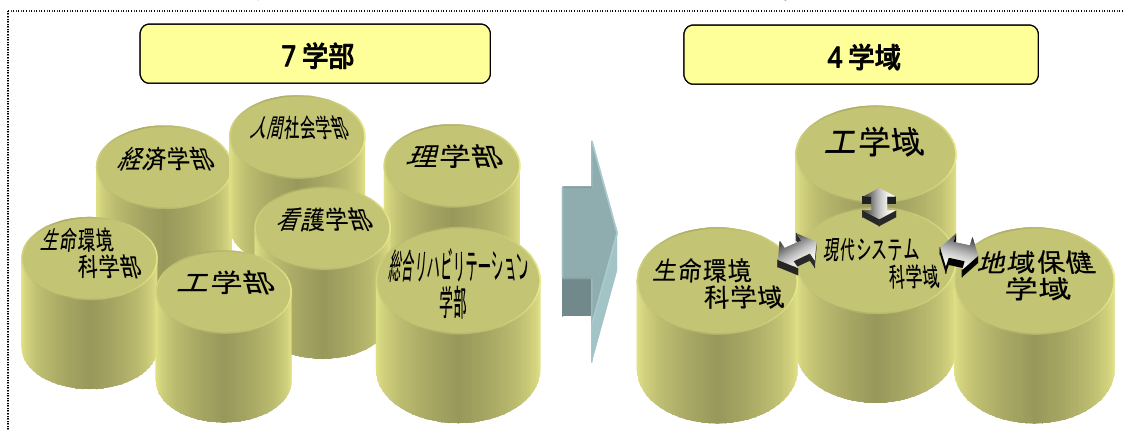 7学部
4学域
人間社会学部
経済学部
理学部
看護学部
生命環境
科学部
工学部
総合リハビリテーション
学部
工学域
現代システム
科学域
生命環境
科学域
地域保健
学域